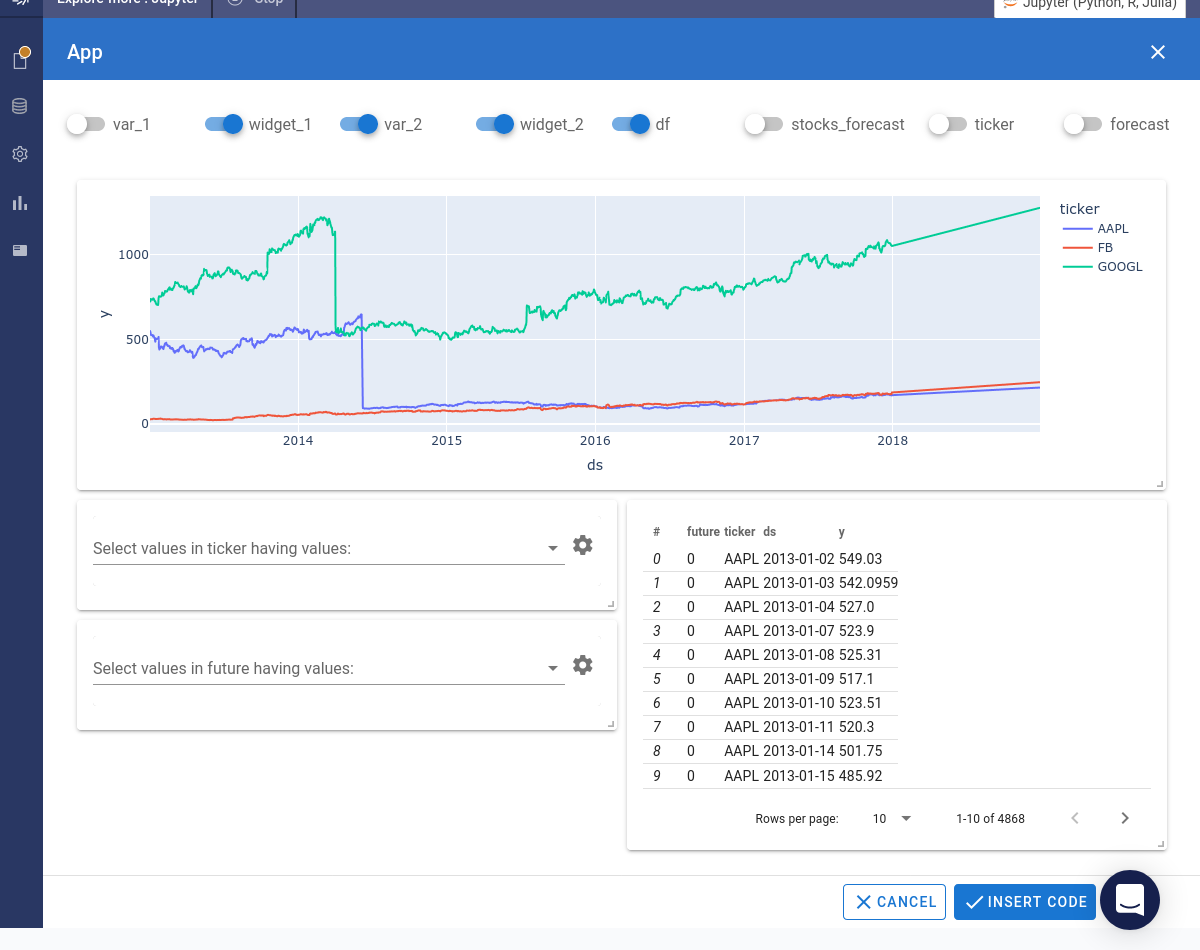 Explore more : Jupyter
Stop
Jupyter (Python, R, Julia)
App
var_1
widget_1
var_2
widget_2
df
stocks_forecast
ticker
forecast
ticker
AAPL
FB
GOOGL
y
1000
500
0
2014 2015 2016 2017 2018
ds
Select values in ticker having values:
Select values in future having values:
# future ticker ds y
0 0 AAPL 2013-01-02 549.03
1 0 AAPL 2013-01-03 542.0959
2 0 AAPL 2013-01-04 527.0
3 0 AAPL 2013-01-07 523.9
4 0 AAPL 2013-01-08 525.31
5 0 AAPL 2013-01-09 517.1
6 0 AAPL 2013-01-10 523.51
7 0 AAPL 2013-01-11 520.3
8 0 AAPL 2013-01-14 501.75
9 0 AAPL 2013-01-15 485.92
Rows per page: 10 1-10 of 4868
CANCEL
INSERT CODE